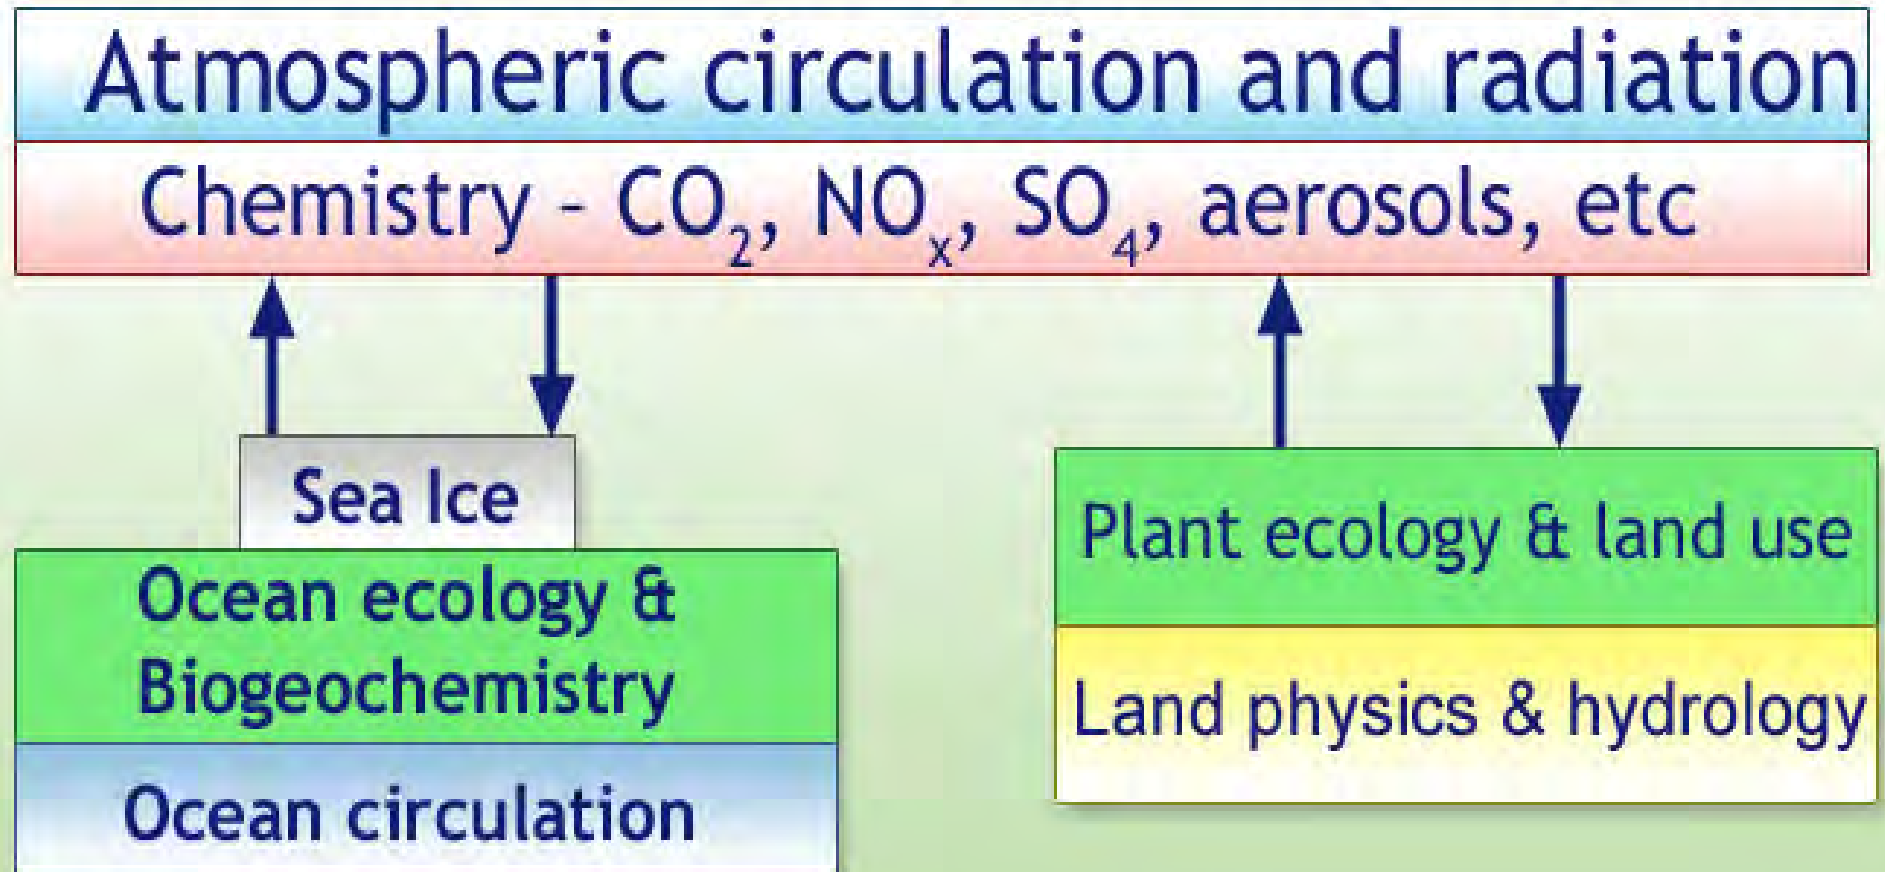 Atmospheric circulation and radiation
Chemistry - CO₂, NOₓ, SO₄, aerosols, etc
Sea Ice
Ocean ecology &
Biogeochemistry
Ocean circulation
Plant ecology & land use
Land physics & hydrology